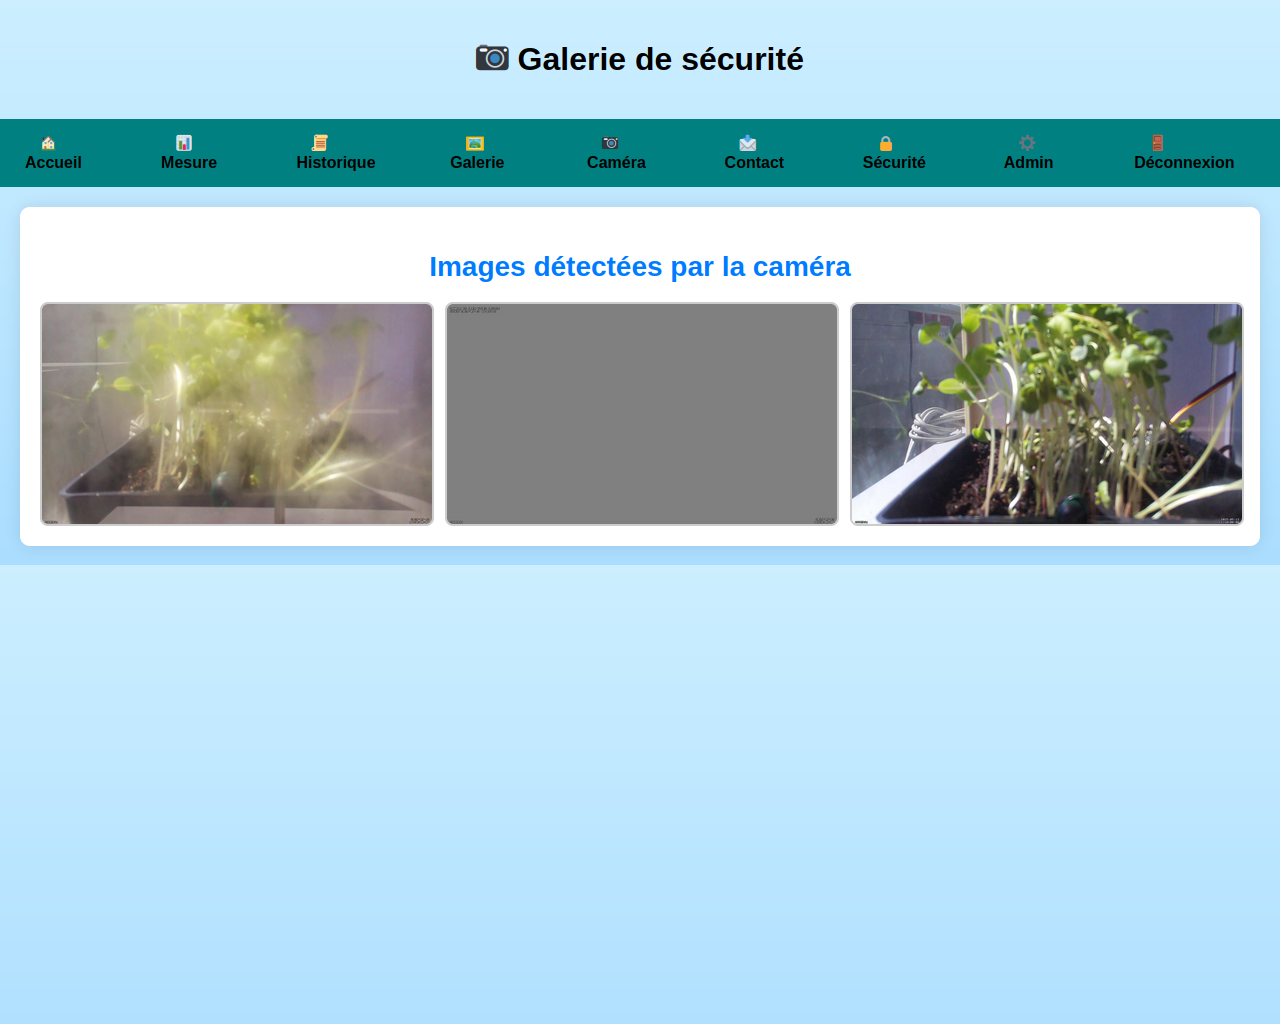 Galerie de sécurité
Accueil
Mesure
Historique
Galerie
Caméra
Contact
Sécurité
Admin
Déconnexion
Images détectées par la caméra